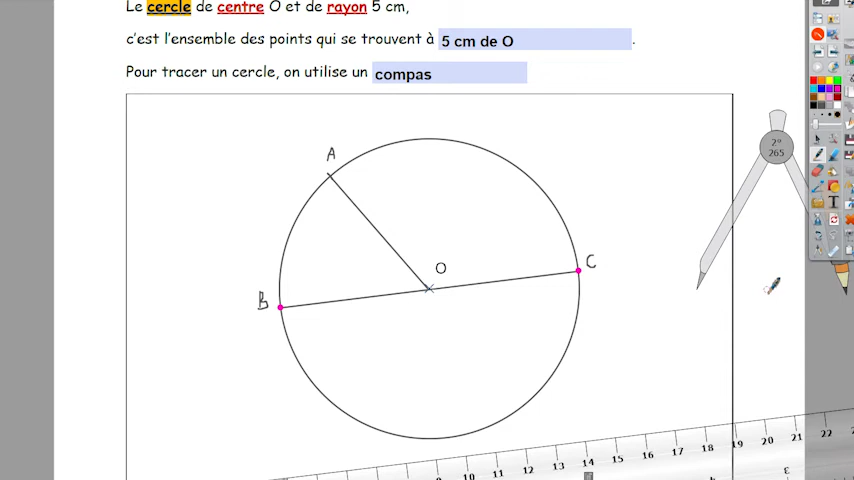 Le cercle de centre O et de rayon 5 cm,
c'est l'ensemble des points qui se trouvent à 5 cm de O .
Pour tracer un cercle, on utilise un compas
A
2°
265
O
C
B
9 10 11 12 13 14 15 16 17 18 19 20 21 22